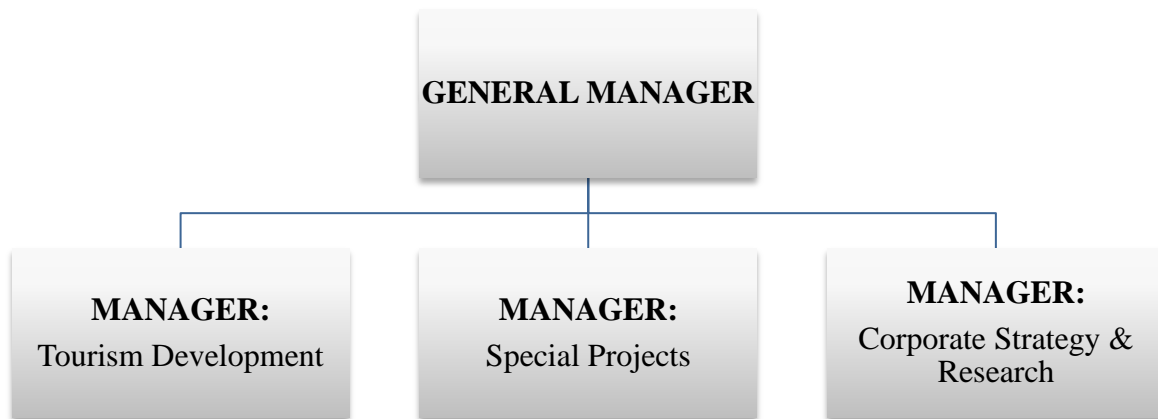 GENERAL MANAGER
MANAGER:
Tourism Development
MANAGER:
Special Projects
MANAGER:
Corporate Strategy &
Research